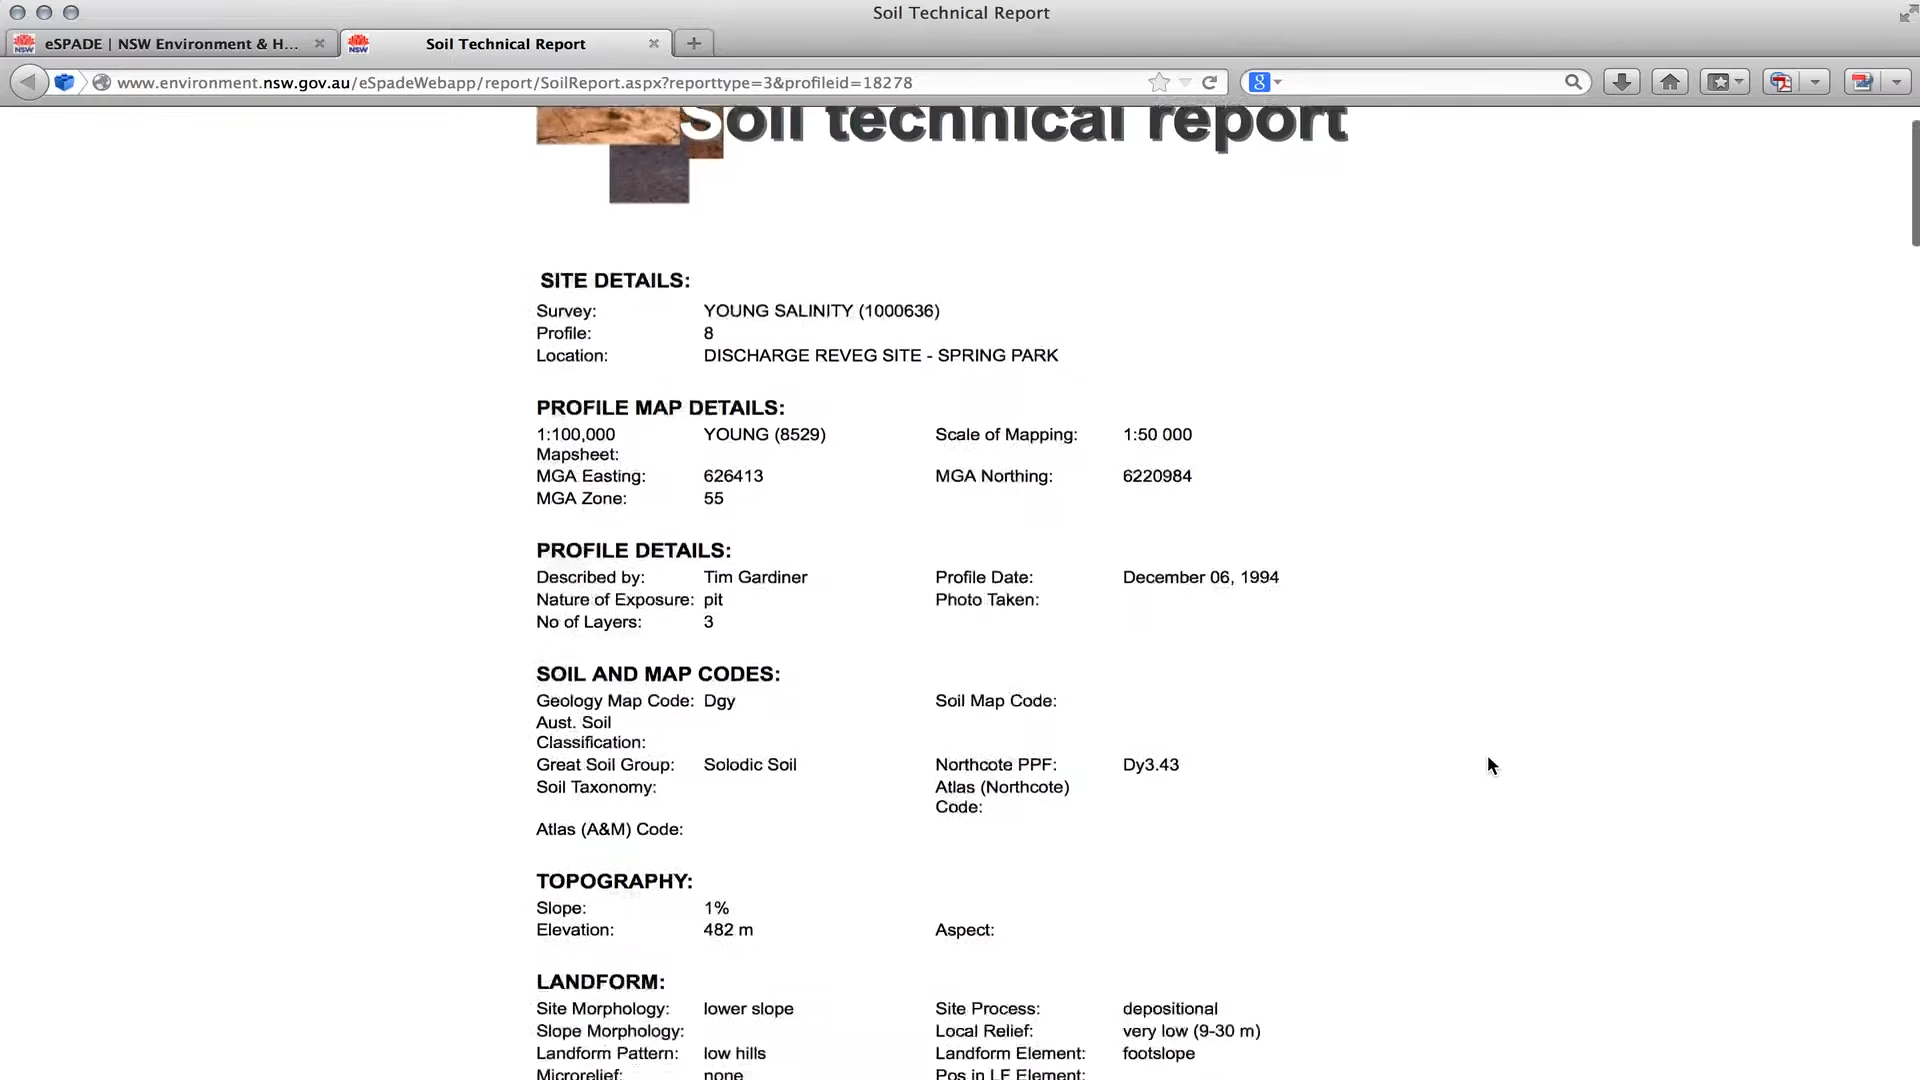 Soil Technical Report
eSPADE | NSW Environment & H...
Soil Technical Report
www.environment.nsw.gov.au/eSpadeWebapp/report/SoilReport.aspx?reporttype=3&profileid=18278
Soil technical report
SITE DETAILS:
Survey: YOUNG SALINITY (1000636)
Profile: 8
Location: DISCHARGE REVEG SITE - SPRING PARK
PROFILE MAP DETAILS:
1:100,000 YOUNG (8529) Scale of Mapping: 1:50 000
Mapsheet:
MGA Easting: 626413 MGA Northing: 6220984
MGA Zone: 55
PROFILE DETAILS:
Described by: Tim Gardiner Profile Date: December 06, 1994
Nature of Exposure: pit Photo Taken:
No of Layers: 3
SOIL AND MAP CODES:
Geology Map Code: Dgy Soil Map Code:
Aust. Soil
Classification:
Great Soil Group: Solodic Soil Northcote PPF: Dy3.43
Soil Taxonomy: Atlas (Northcote)
Code:
Atlas (A&M) Code:
TOPOGRAPHY:
Slope: 1%
Elevation: 482 m Aspect:
LANDFORM:
Site Morphology: lower slope Site Process: depositional
Slope Morphology: Local Relief: very low (9-30 m)
Landform Pattern: low hills Landform Element: footslope
Microrelief: none Pos in LF Element: